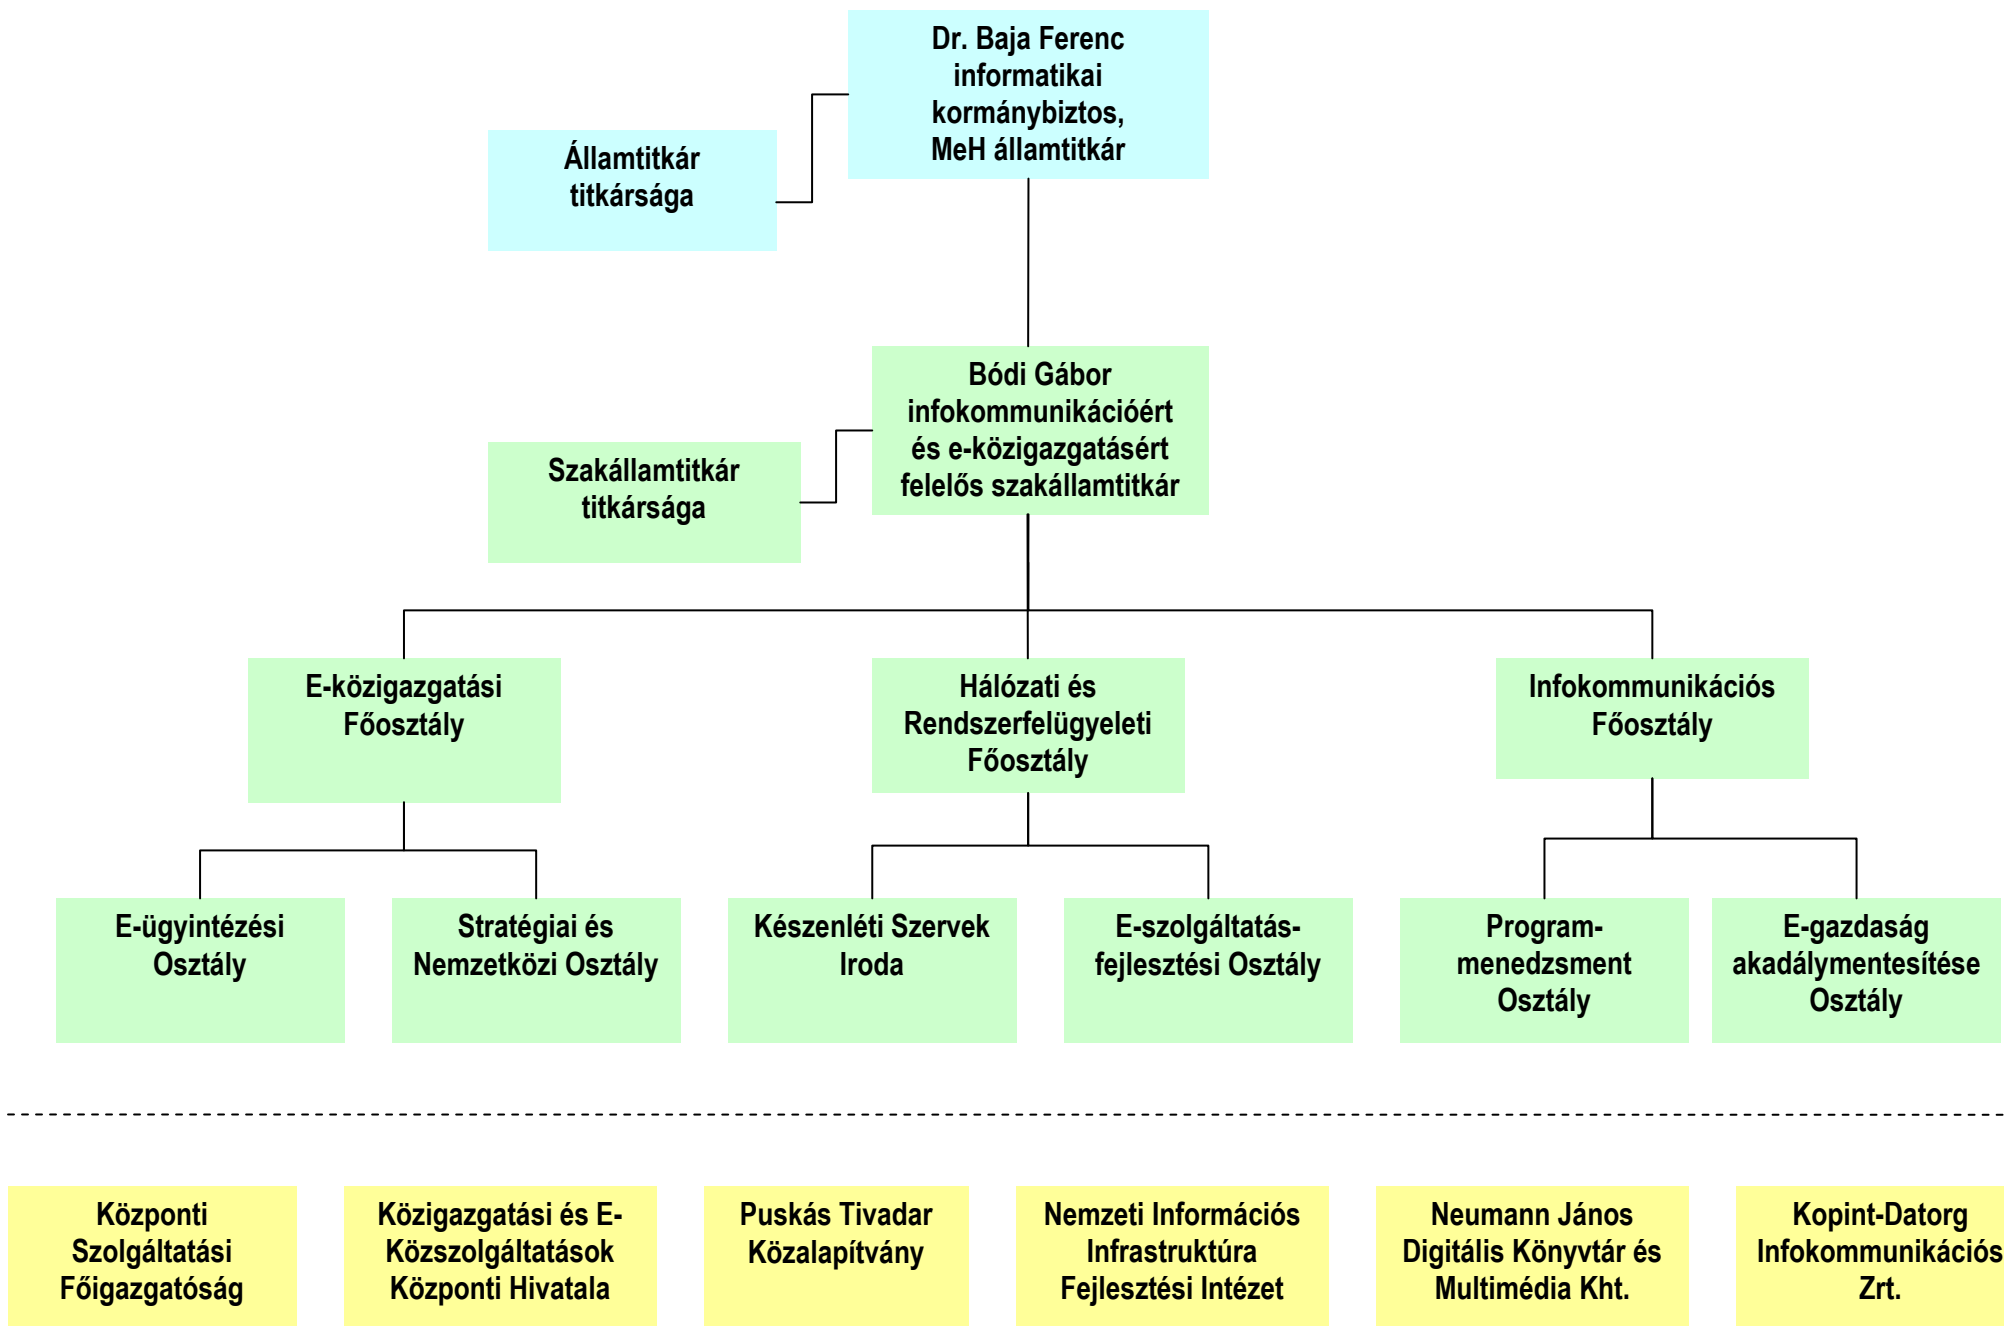 Dr. Baja Ferenc
informatikai
kormánybiztos,
MeH államtitkár
Államtitkár
titkársága
Bódi Gábor
infokommunikációért
és e-közigazgatásért
felelős szakállamtitkár
Szakállamtitkár
titkársága
E-közigazgatási
Főosztály
Hálózati és
Rendszerfelügyeleti
Főosztály
Infokommunikációs
Főosztály
E-ügyintézési
Osztály
Stratégiai és
Nemzetközi Osztály
Készenléti Szervek
Iroda
E-szolgáltatás-
fejlesztési Osztály
Program-
menedzsment
Osztály
E-gazdaság
akadálymentesítése
Osztály
Központi
Szolgáltatási
Főigazgatóság
Közigazgatási és E-
Közszolgáltatások
Központi Hivatala
Puskás Tivadar
Közalapítvány
Nemzeti Információs
Infrastruktúra
Fejlesztési Intézet
Neumann János
Digitális Könyvtár és
Multimédia Kht.
Kopint-Datorg
Infokommunikációs
Zrt.